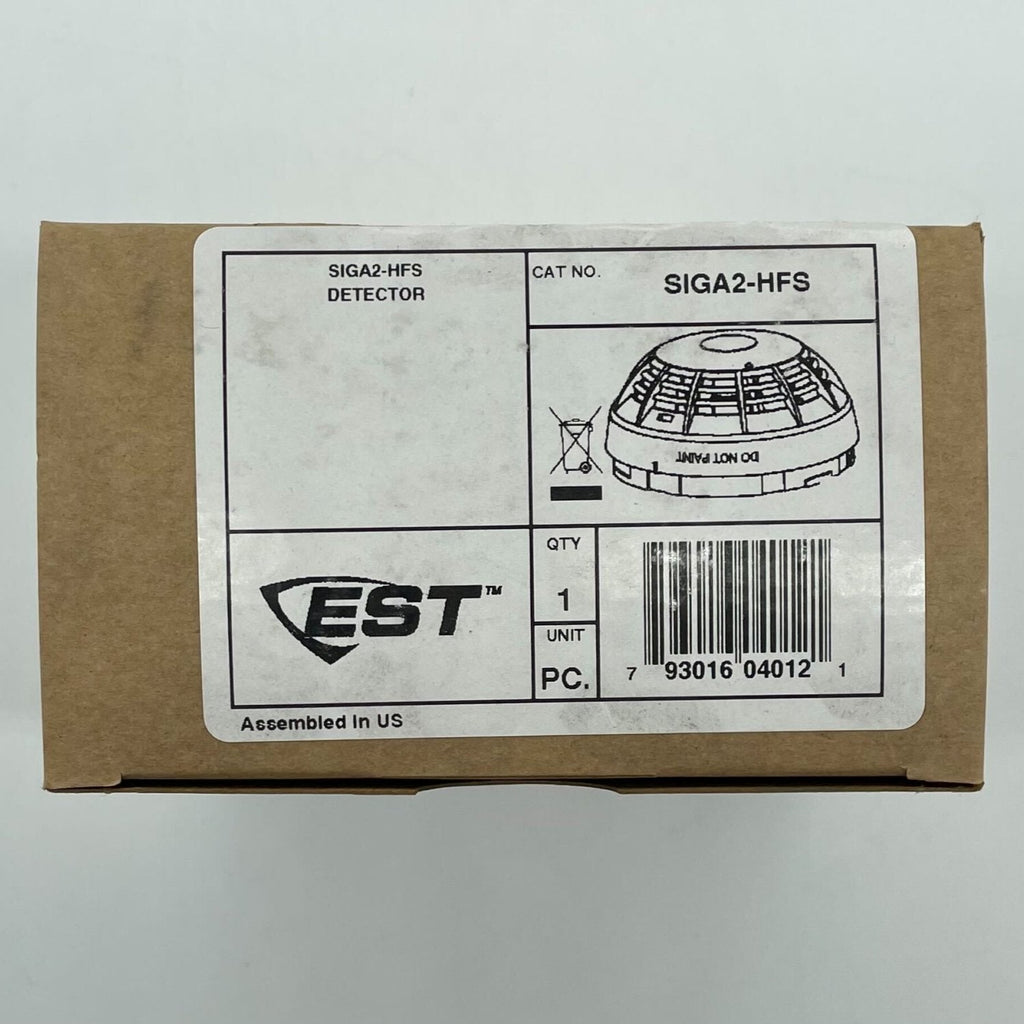 SIGA2-HFS
DETECTOR
CAT NO.
SIGA2-HFS
DO NOT PAINT
EST™
QTY
1
UNIT
PC.
7 93016 04012 1
Assembled In US